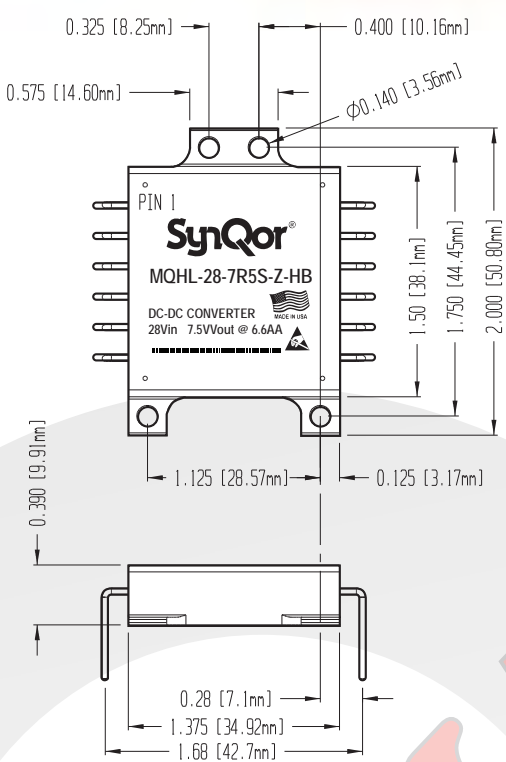 0.325 [8.25mm]
0.400 [10.16mm]
0.575 [14.60mm]
Ø0.140 [3.56mm]
PIN 1
SynQor®
MQHL-28-7R5S-Z-HB
DC-DC CONVERTER
MADE IN USA
28Vin 7.5VVout @ 6.6AA
1.50 [38.1mm]
1.750 [44.45mm]
2.000 [50.80mm]
1.125 [28.57mm]
0.125 [3.17mm]
0.390 [9.91mm]
0.28 [7.1mm]
1.375 [34.92mm]
1.68 [42.7mm]